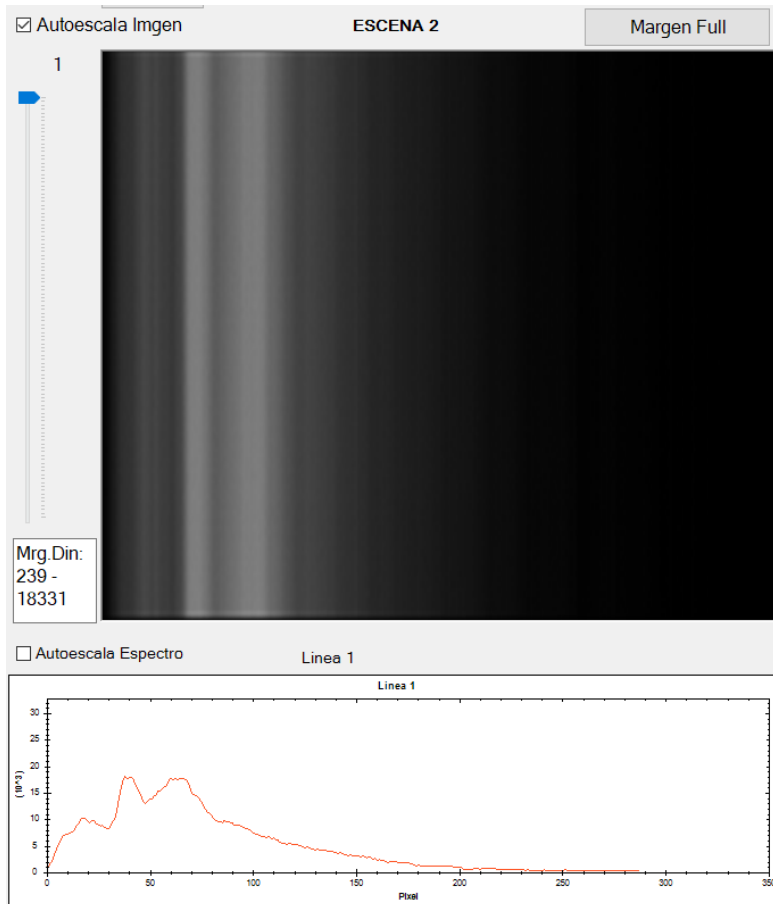 Autoescala Imgen ESCENA 2 Margen Full
1
Mrg.Din:
239 -
18331
Autoescala Espectro Linea 1
Linea 1
30
25
20
15
10
5
0
(10^3)
0 50 100 150 200 250 300 350
Pixel